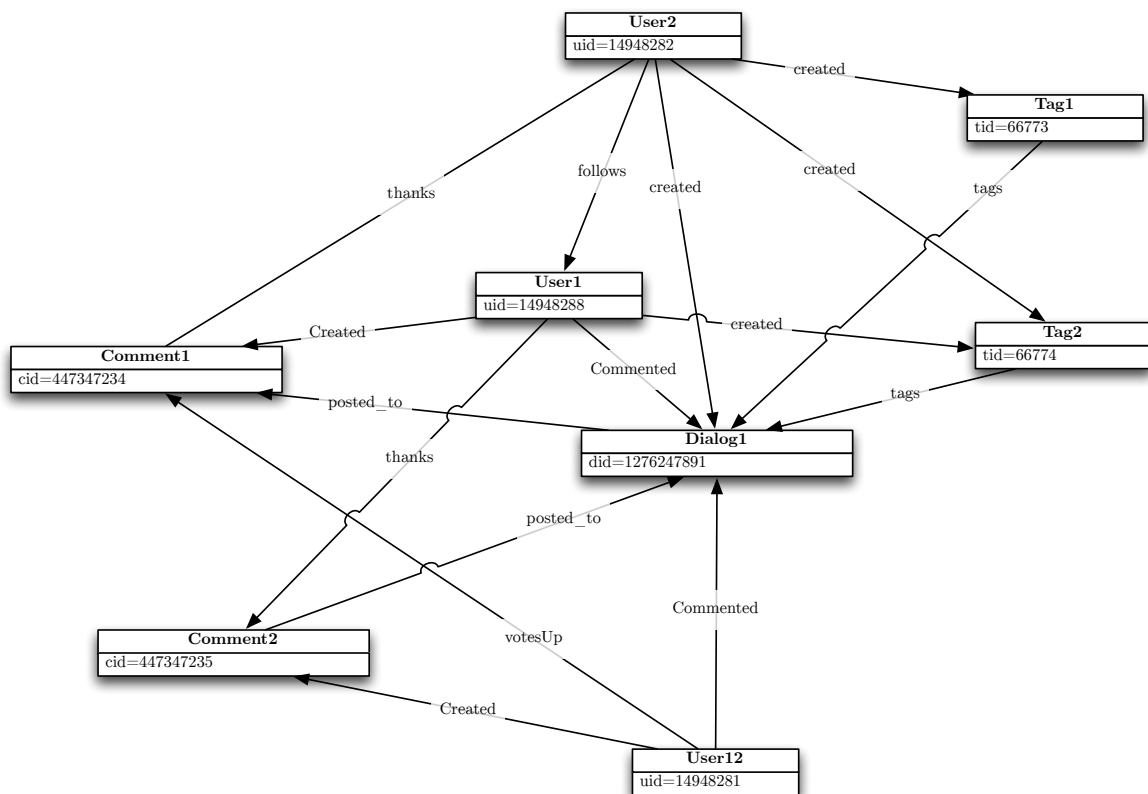 User2
uid=14948282
created
Tag1
tid=66773
follows
created
created
tags
thanks
User1
uid=14948288
Created
created
Tag2
tid=66774
Comment1
cid=447347234
Commented
posted_to
tags
Dialog1
did=1276247891
thanks
posted_to
Commented
Comment2
cid=447347235
votesUp
Created
User12
uid=14948281